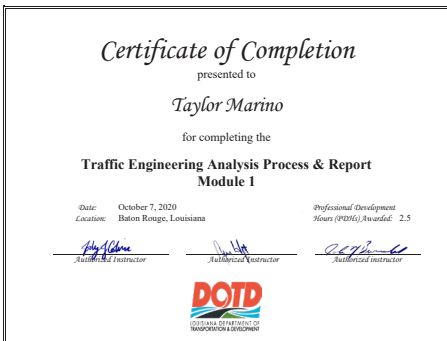 Certificate of Completion
presented to
Taylor Marino
for completing the
Traffic Engineering Analysis Process & Report
Module 1
Date: October 7, 2020
Location: Baton Rouge, Louisiana
Professional Development
Hours (PDHs) Awarded: 2.5
Authorized Instructor
Authorized Instructor
Authorized instructor
DOTD
LOUISIANA DEPARTMENT OF
TRANSPORTATION & DEVELOPMENT